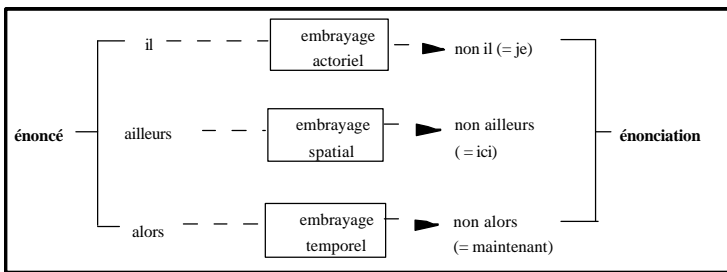 il
embrayage
actoriel
non il (= je)
énoncé
ailleurs
embrayage
spatial
non ailleurs
( = ici)
énonciation
alors
embrayage
temporel
non alors
(= maintenant)